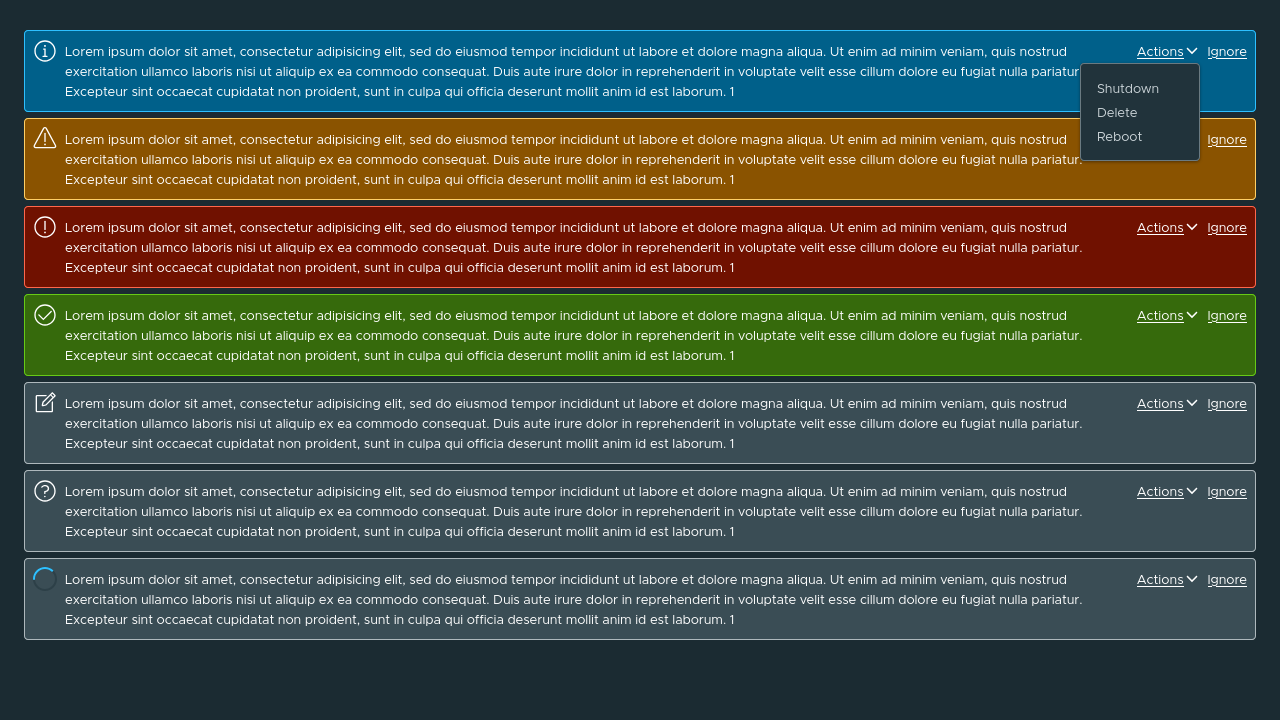 Lorem ipsum dolor sit amet, consectetur adipisicing elit, sed do eiusmod tempor incididunt ut labore et dolore magna aliqua. Ut enim ad minim veniam, quis nostrud Actions Ignore
exercitation ullamco laboris nisi ut aliquip ex ea commodo consequat. Duis aute irure dolor in reprehenderit in voluptate velit esse cillum dolore eu fugiat nulla pariatur
Excepteur sint occaecat cupidatat non proident, sunt in culpa qui officia deserunt mollit anim id est laborum. 1
Shutdown
Delete
Reboot
Lorem ipsum dolor sit amet, consectetur adipisicing elit, sed do eiusmod tempor incididunt ut labore et dolore magna aliqua. Ut enim ad minim veniam, quis nostrud Ignore
exercitation ullamco laboris nisi ut aliquip ex ea commodo consequat. Duis aute irure dolor in reprehenderit in voluptate velit esse cillum dolore eu fugiat nulla pariatur.
Excepteur sint occaecat cupidatat non proident, sunt in culpa qui officia deserunt mollit anim id est laborum. 1
Lorem ipsum dolor sit amet, consectetur adipisicing elit, sed do eiusmod tempor incididunt ut labore et dolore magna aliqua. Ut enim ad minim veniam, quis nostrud Actions Ignore
exercitation ullamco laboris nisi ut aliquip ex ea commodo consequat. Duis aute irure dolor in reprehenderit in voluptate velit esse cillum dolore eu fugiat nulla pariatur.
Excepteur sint occaecat cupidatat non proident, sunt in culpa qui officia deserunt mollit anim id est laborum. 1
Lorem ipsum dolor sit amet, consectetur adipisicing elit, sed do eiusmod tempor incididunt ut labore et dolore magna aliqua. Ut enim ad minim veniam, quis nostrud Actions Ignore
exercitation ullamco laboris nisi ut aliquip ex ea commodo consequat. Duis aute irure dolor in reprehenderit in voluptate velit esse cillum dolore eu fugiat nulla pariatur.
Excepteur sint occaecat cupidatat non proident, sunt in culpa qui officia deserunt mollit anim id est laborum. 1
Lorem ipsum dolor sit amet, consectetur adipisicing elit, sed do eiusmod tempor incididunt ut labore et dolore magna aliqua. Ut enim ad minim veniam, quis nostrud Actions Ignore
exercitation ullamco laboris nisi ut aliquip ex ea commodo consequat. Duis aute irure dolor in reprehenderit in voluptate velit esse cillum dolore eu fugiat nulla pariatur.
Excepteur sint occaecat cupidatat non proident, sunt in culpa qui officia deserunt mollit anim id est laborum. 1
Lorem ipsum dolor sit amet, consectetur adipisicing elit, sed do eiusmod tempor incididunt ut labore et dolore magna aliqua. Ut enim ad minim veniam, quis nostrud Actions Ignore
exercitation ullamco laboris nisi ut aliquip ex ea commodo consequat. Duis aute irure dolor in reprehenderit in voluptate velit esse cillum dolore eu fugiat nulla pariatur.
Excepteur sint occaecat cupidatat non proident, sunt in culpa qui officia deserunt mollit anim id est laborum. 1
Lorem ipsum dolor sit amet, consectetur adipisicing elit, sed do eiusmod tempor incididunt ut labore et dolore magna aliqua. Ut enim ad minim veniam, quis nostrud Actions Ignore
exercitation ullamco laboris nisi ut aliquip ex ea commodo consequat. Duis aute irure dolor in reprehenderit in voluptate velit esse cillum dolore eu fugiat nulla pariatur.
Excepteur sint occaecat cupidatat non proident, sunt in culpa qui officia deserunt mollit anim id est laborum. 1